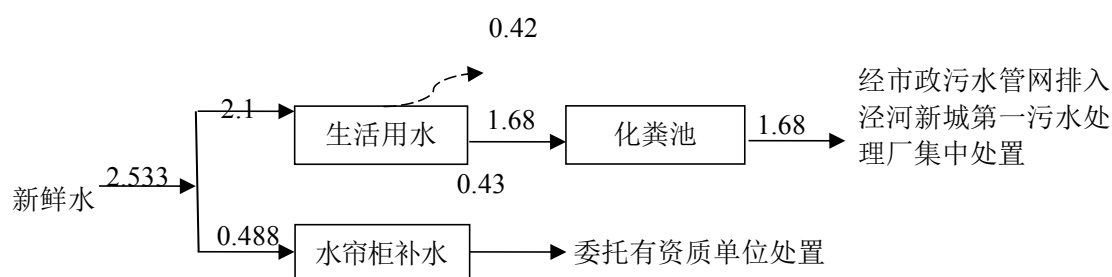 0.42
经市政污水管网排入
泾河新城第一污水处
理厂集中处置
2.1
生活用水
1.68
化粪池
1.68
新鲜水
2.533
0.43
0.488
水帘柜补水
委托有资质单位处置